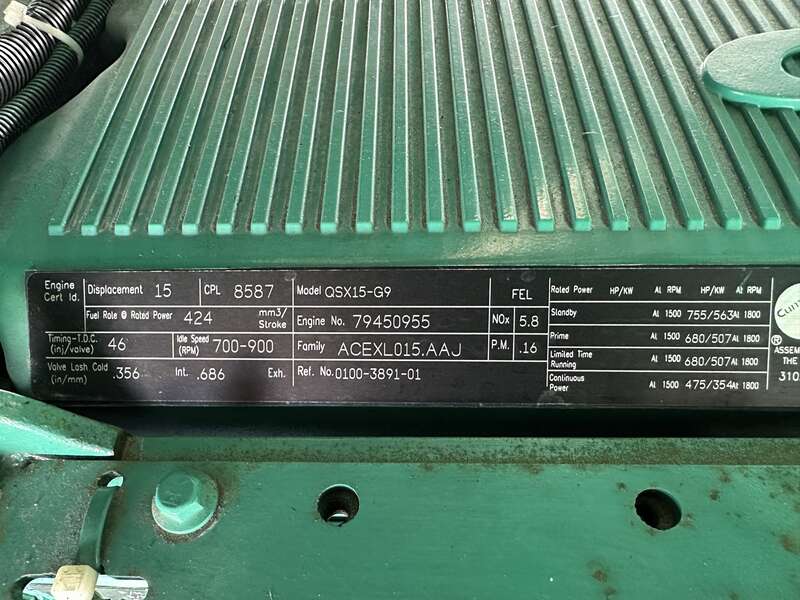 Engine Cert Id. Displacement 15 CPL 8587 Model QSX15-G9 FEL Rated Power HP/KW At RPM HP/KW At RPM
Fuel Rate @ Rated Power 424 mm3/Stroke Engine No. 79450955 NOx 5.8 Standby At 1500 755/563 At 1800
Timing-T.D.C. (inj/valve) 46 Idle Speed (RPM) 700-900 Family ACEXL015.AAJ P.M. .16 Prime At 1500 680/507 At 1800
Limited Time Running At 1500 680/507 At 1800
Valve Lash Cold (in/mm) .356 Int. .686 Exh. Ref. No. 0100-3891-01 Continuous Power At 1500 475/354 At 1800
®
ASSEM
THE
310